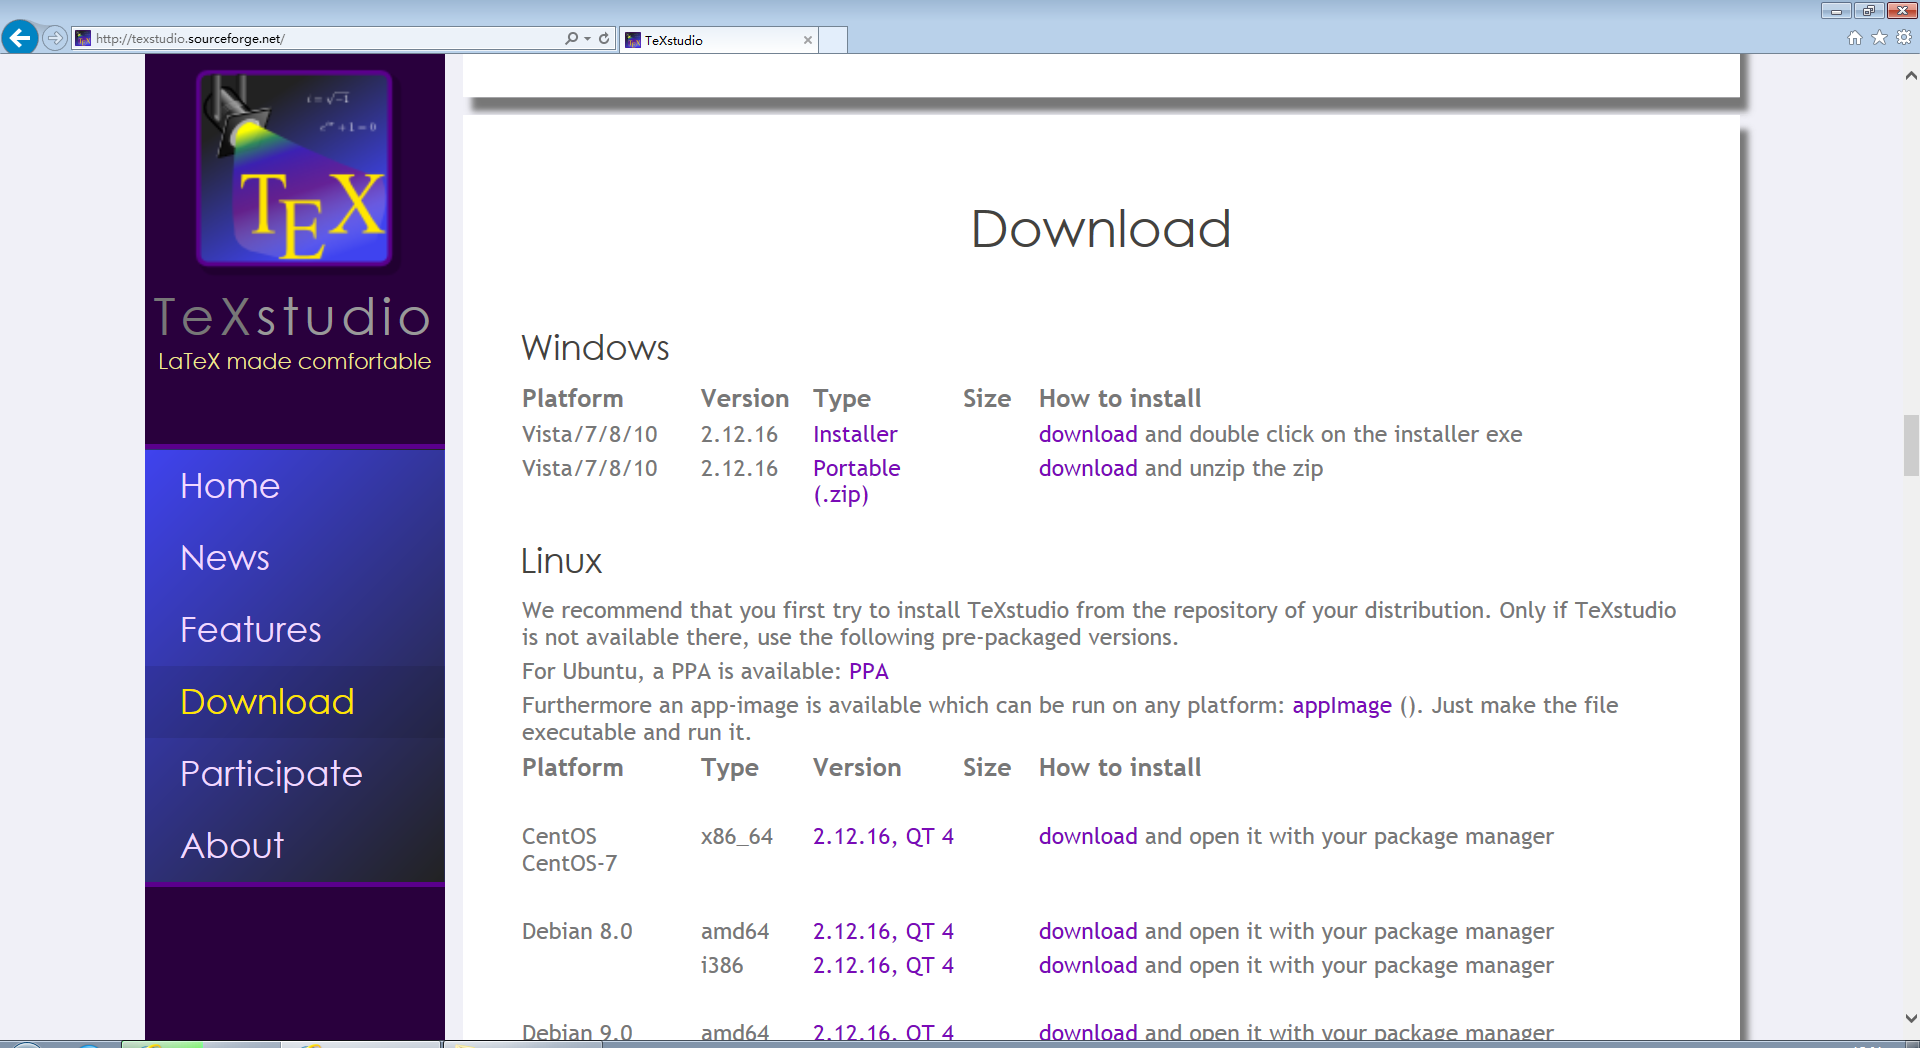 http://texstudio.sourceforge.net/
TeXstudio
i = √-1
TEX
TeXstudio
LaTeX made comfortable
Home
News
Features
Download
Participate
About
Download
Windows
Platform Version Type Size How to install
Vista/7/8/10 2.12.16 Installer download and double click on the installer exe
Vista/7/8/10 2.12.16 Portable download and unzip the zip
(.zip)
Linux
We recommend that you first try to install TeXstudio from the repository of your distribution. Only if TeXstudio
is not available there, use the following pre-packaged versions.
For Ubuntu, a PPA is available: PPA
Furthermore an app-image is available which can be run on any platform: appImage (). Just make the file
executable and run it.
Platform Type Version Size How to install
CentOS x86_64 2.12.16, QT 4 download and open it with your package manager
CentOS-7
Debian 8.0 amd64 2.12.16, QT 4 download and open it with your package manager
i386 2.12.16, QT 4 download and open it with your package manager
Debian 9.0 amd64 2.12.16, QT 4 download and open it with your package manager